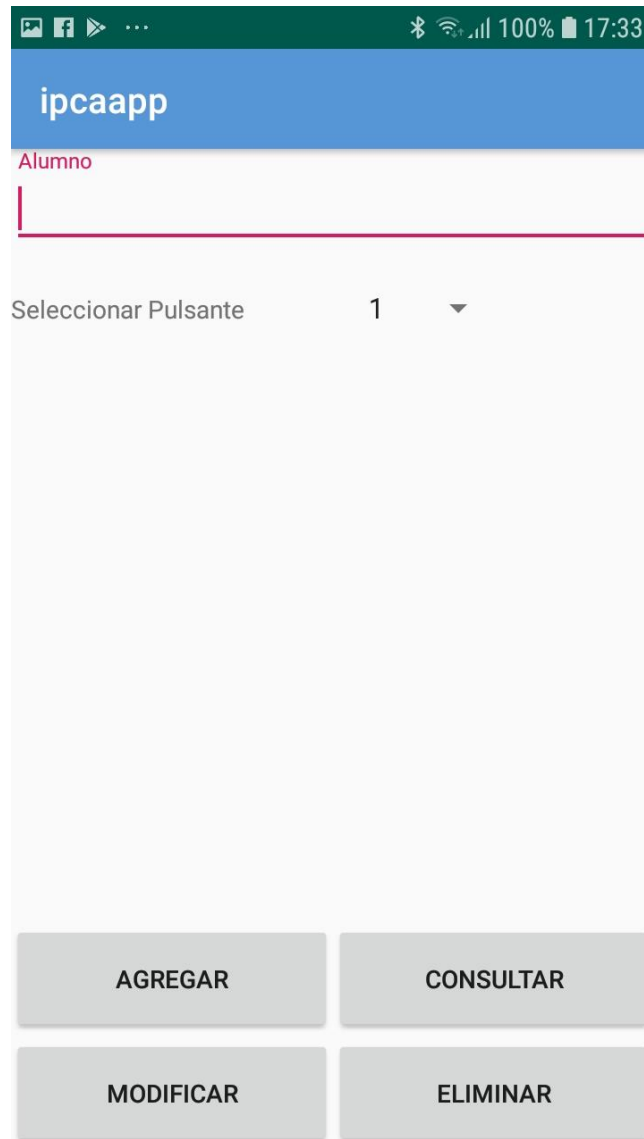 100% 17:33
ipcaapp
Alumno
Seleccionar Pulsante 1
AGREGAR CONSULTAR
MODIFICAR ELIMINAR